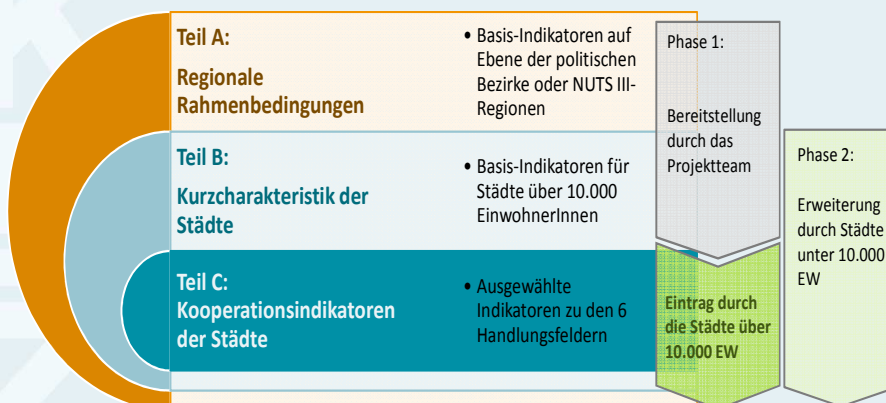 Teil A:
Regionale
Rahmenbedingungen
• Basis-Indikatoren auf
Ebene der politischen
Bezirke oder NUTS III-
Regionen
Teil B:
Kurzcharakteristik der
Städte
• Basis-Indikatoren für
Städte über 10.000
EinwohnerInnen
Teil C:
Kooperationsindikatoren
der Städte
• Ausgewählte
Indikatoren zu den 6
Handlungsfeldern
Phase 1:
Bereitstellung
durch das
Projektteam
Eintrag durch
die Städte über
10.000 EW
Phase 2:
Erweiterung
durch Städte
unter 10.000
EW